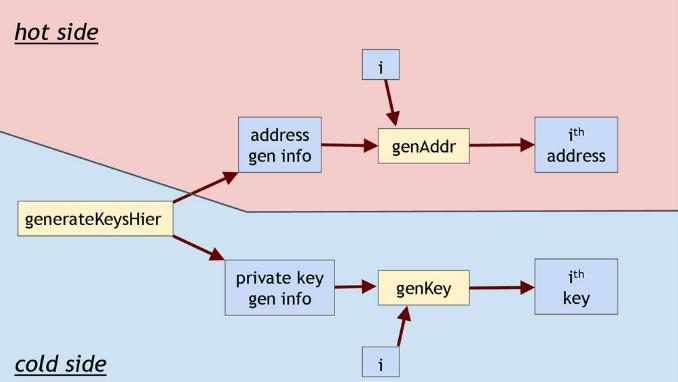 hot side
i
address
gen info
genAddr
iᵗʰ
address
generateKeysHier
private key
gen info
genKey
iᵗʰ
key
i
cold side